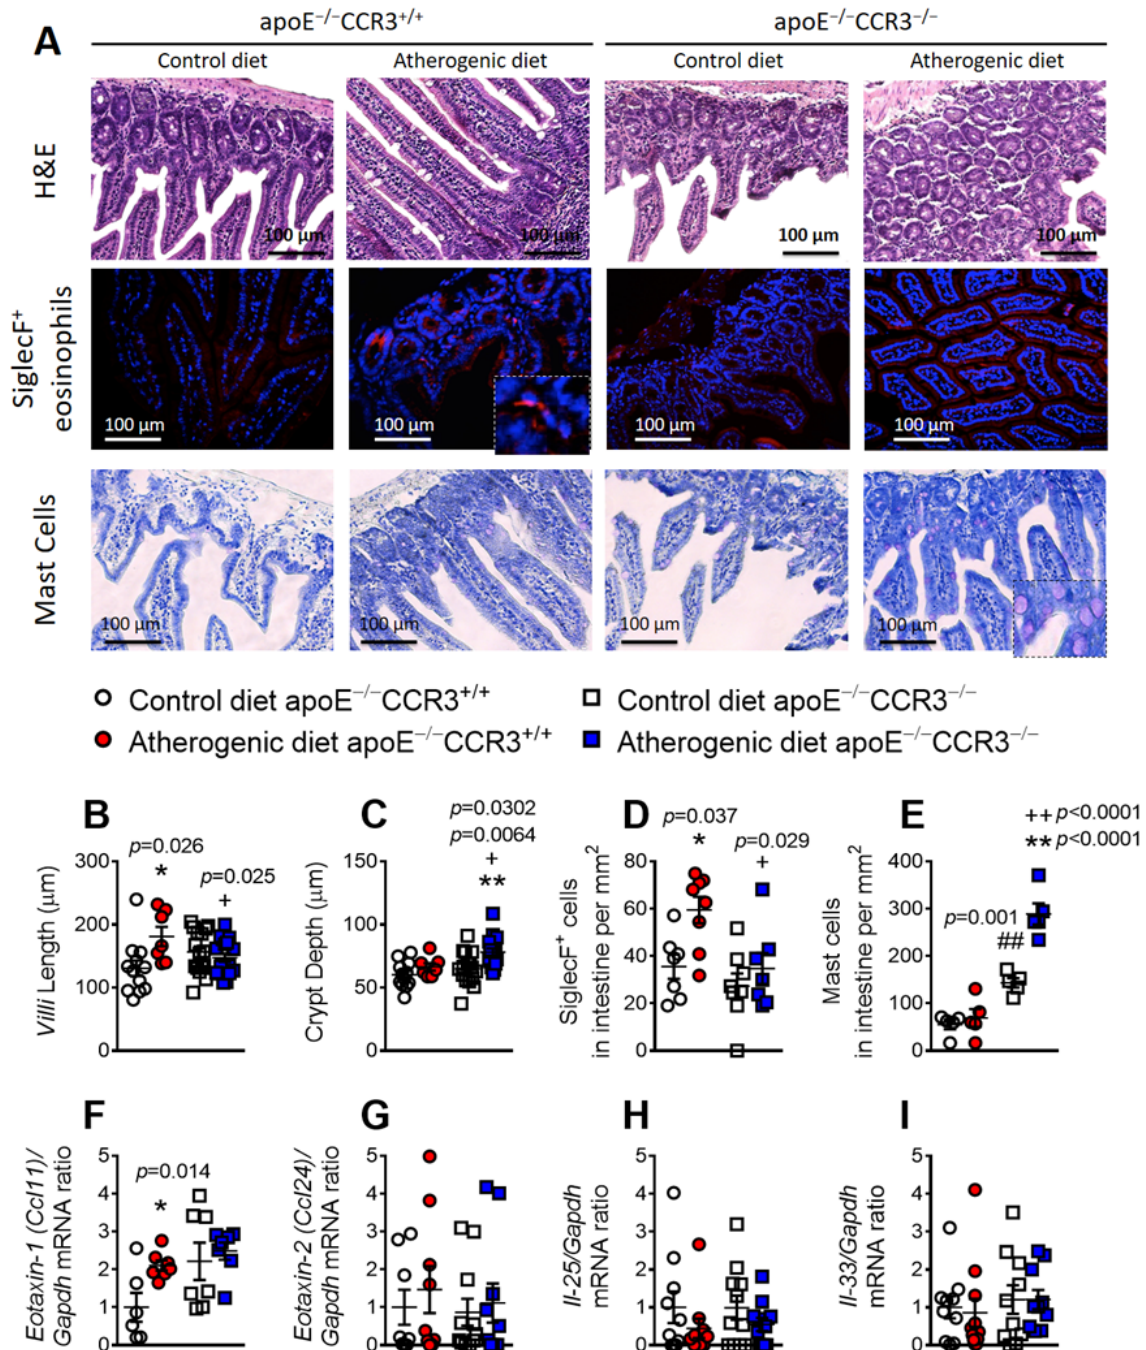 A
apoE−/−CCR3+/+
apoE−/−CCR3−/−
Control diet
Atherogenic diet
Control diet
Atherogenic diet
H&E
100 µm
100 µm
100 µm
100 µm
SiglecF+
eosinophils
100 µm
100 µm
100 µm
100 µm
Mast Cells
100 µm
100 µm
100 µm
100 µm
Control diet apoE−/−CCR3+/+
Control diet apoE−/−CCR3−/−
Atherogenic diet apoE−/−CCR3+/+
Atherogenic diet apoE−/−CCR3−/−
B
Villi Length (µm)
300
200
100
0
p=0.026
*
p=0.025
+
C
Crypt Depth (µm)
150
100
50
0
p=0.0302
p=0.0064
+
**
D
SiglecF+ cells
in intestine per mm2
80
60
40
20
0
p=0.037
*
p=0.029
+
E
Mast cells
in intestine per mm2
400
300
200
100
0
++p<0.0001
**p<0.0001
p=0.001
##
F
Eotaxin-1 (Ccl11)/
Gapdh mRNA ratio
5
4
3
2
1
0
p=0.014
*
G
Eotaxin-2 (Ccl24)/
Gapdh mRNA ratio
5
4
3
2
1
0
H
Il-25/Gapdh
mRNA ratio
5
4
3
2
1
0
I
Il-33/Gapdh
mRNA ratio
5
4
3
2
1
0